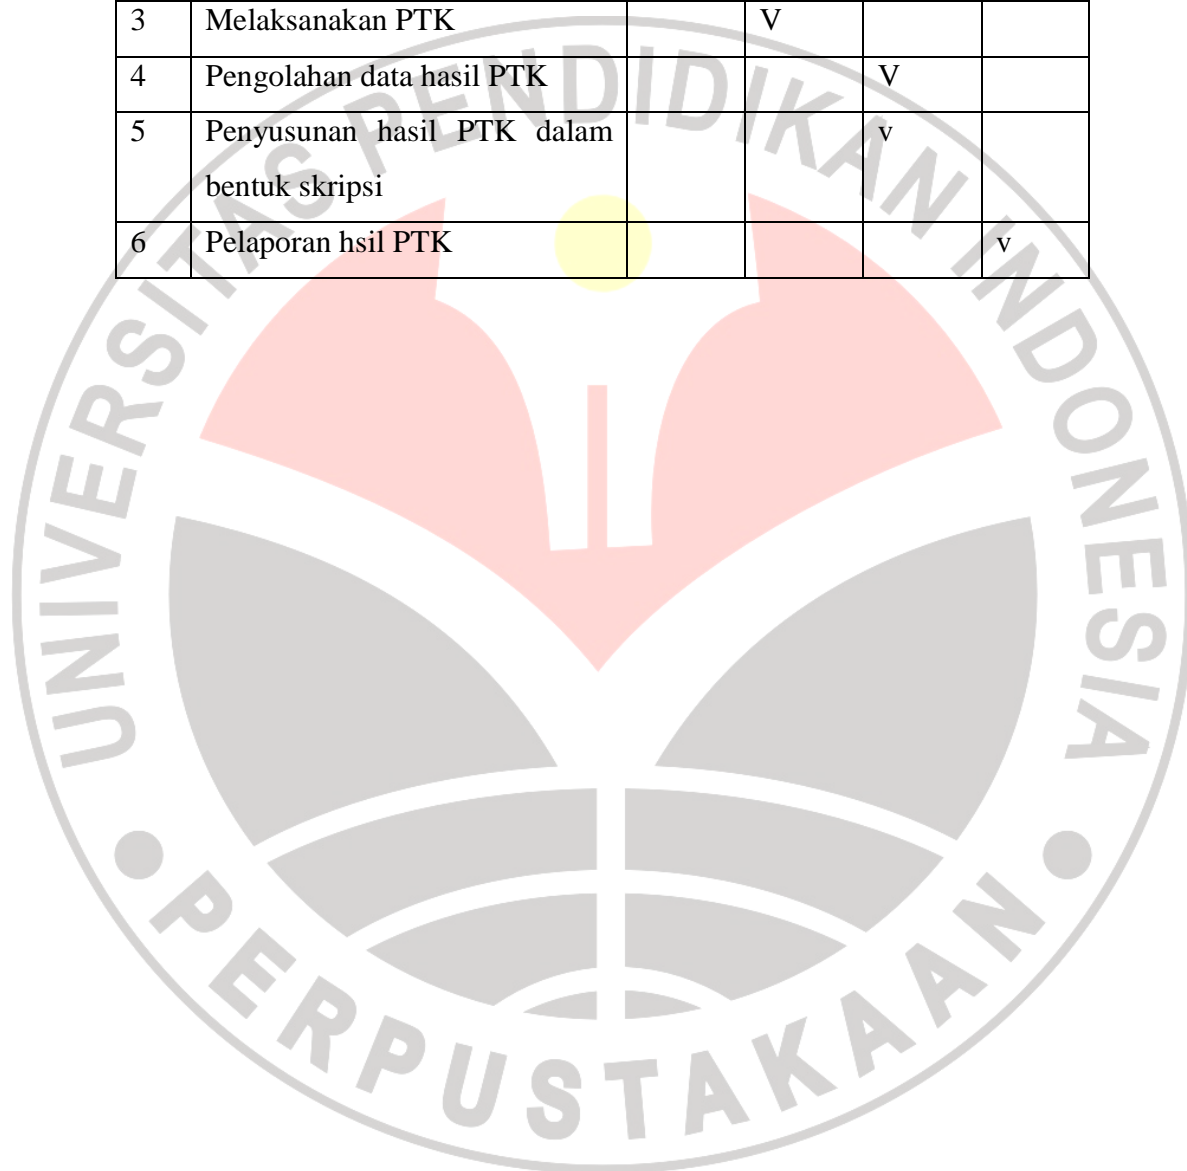 3 Melaksanakan PTK V
4 Pengolahan data hasil PTK V
5 Penyusunan hasil PTK dalam v
bentuk skripsi
6 Pelaporan hsil PTK v
UNIVERSITAS PENDIDIKAN INDONESIA
PERPUSTAKAAN